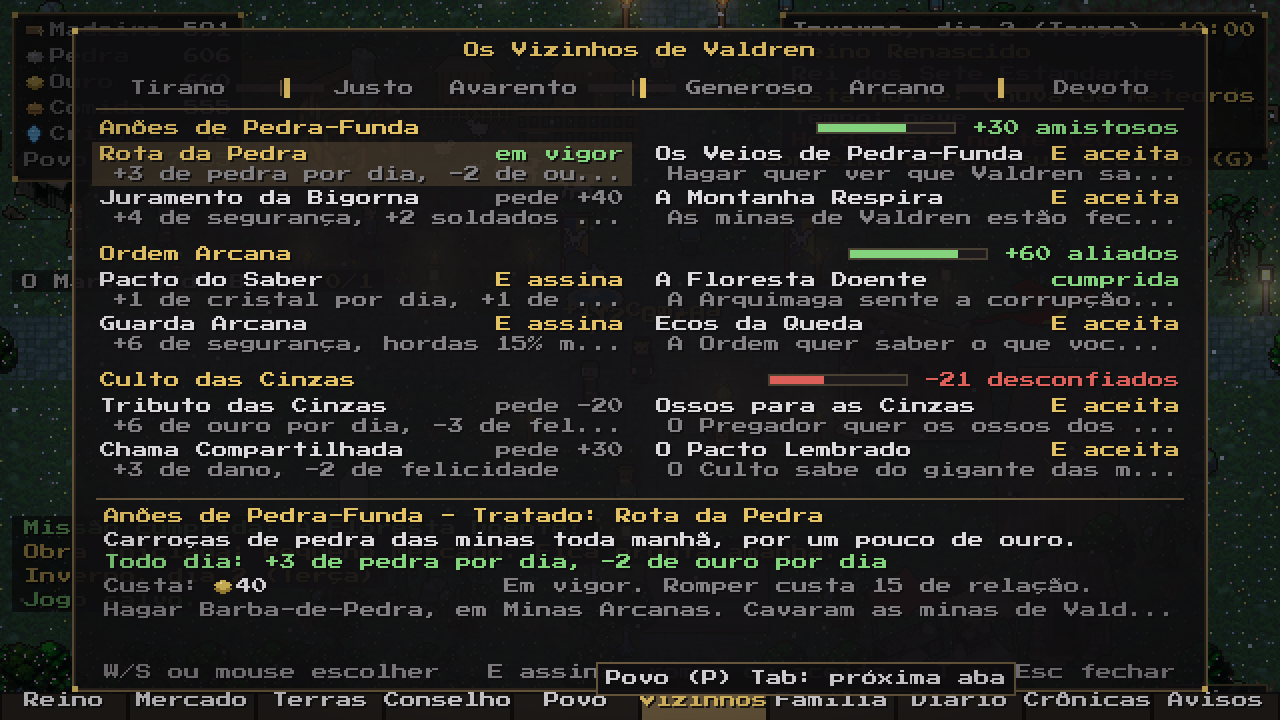 Os Vizinhos de Valdren
Tirano Justo Avarento Generoso Arcano Devoto
Anões de Pedra-Funda +30 amistosos
Rota da Pedra em vigor
+3 de pedra por dia, -2 de ou...
Os Veios de Pedra-Funda E aceita
Hagar quer ver que Valdren sa...
Juramento da Bigorna pede +40
+4 de segurança, +2 soldados ...
A Montanha Respira E aceita
As minas de Valdren estão fec...
Ordem Arcana +60 aliados
Pacto do Saber E assina
+1 de cristal por dia, +1 de ...
A Floresta Doente cumprida
A Arquimaga sente a corrupção...
Guarda Arcana E assina
+6 de segurança, hordas 15% m...
Ecos da Queda E aceita
A Ordem quer saber o que voc...
Culto das Cinzas -21 desconfiados
Tributo das Cinzas pede -20
+6 de ouro por dia, -3 de fel...
Ossos para as Cinzas E aceita
O Pregador quer os ossos dos ...
Chama Compartilhada pede +30
+3 de dano, -2 de felicidade
O Pacto Lembrado E aceita
O Culto sabe do gigante das m...
Anões de Pedra-Funda - Tratado: Rota da Pedra
Carroças de pedra das minas toda manhã, por um pouco de ouro.
Todo dia: +3 de pedra por dia, -2 de ouro por dia
Custa: 40 Em vigor. Romper custa 15 de relação.
Hagar Barba-de-Pedra, em Minas Arcanas. Cavaram as minas de Vald...
W/S ou mouse escolher E assin
Esc fechar
Povo (P) Tab: próxima aba
Reino Mercado Terras Conselho Povo Vizinhos Família Diário Crônicas Avisos